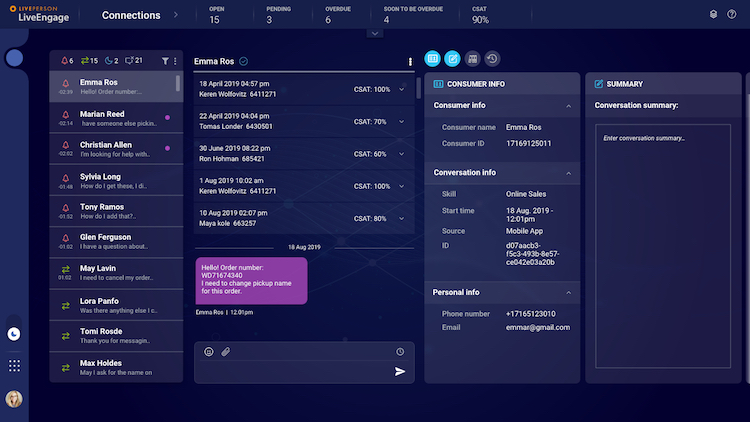 LIVEPERSON
LiveEngage
Connections
OPEN
15
PENDING
3
OVERDUE
6
SOON TO BE OVERDUE
4
CSAT
90%
6
15
2
21
Emma Ros
Hello! Order number:..
-02:39
Marian Reed
have someone else pickin..
-02:14
Christian Allen
I'm looking for help with..
-02:02
Sylvia Long
How do I get these, I di..
-01:48
Tony Ramos
How do I add that?..
-01:52
Glen Ferguson
I have a question about..
-01:02
May Lavin
I need to cancel my order..
01:02
Lora Panfo
Was there anything else I c..
Tomi Rosde
Thank you for messagin..
Max Holdes
May I ask for the name on
Emma Ros
18 April 2019 04:57 pm
Keren Wolfovitz 6411271
CSAT: 100%
22 April 2019 04:04 pm
Tomas Londer 6430501
CSAT: 70%
30 June 2019 08:22 pm
Ron Hohman 685421
CSAT: 60%
1 Aug 2019 10:02 am
Keren Wolfovitz 6411271
CSAT: 100%
10 Aug 2019 02:07 pm
Maya kole 663257
CSAT: 80%
18 Aug 2019
Hello! Order number:
WD71674340
I need to change pickup name
for this order.
Emma Ros | 12.01pm
CONSUMER INFO
Consumer info
Consumer name Emma Ros
Consumer ID 17169125011
Conversation info
Skill Online Sales
Start time 18 Aug. 2019 -
12:01pm
Source Mobile App
ID d07aacb3-
f5c3-493b-8e57-
ce042e03a20b
Personal info
Phone number +17165123010
Email emmar@gmail.com
SUMMARY
Conversation summary:
Enter conversation summary..